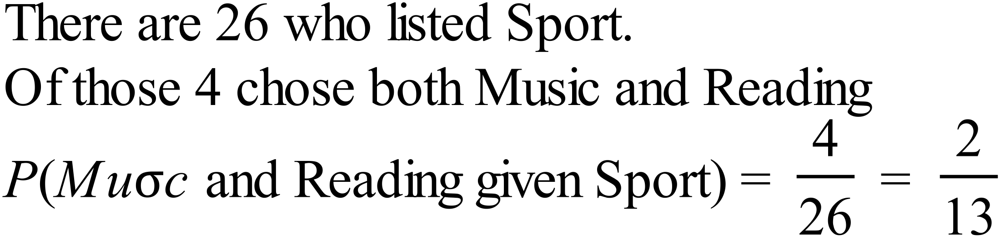 There are 26 who listed Sport.
Of those 4 chose both Music and Reading
P(Muσc and Reading given Sport) = 4/26 = 2/13